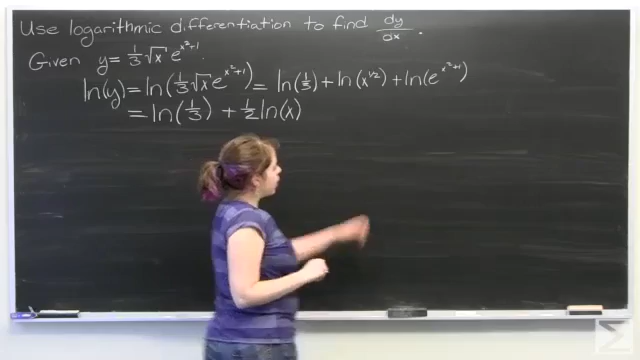 Use logarithmic differentiation to find dy/dx.
Given y = 1/3 √x e^(x²+1).
ln(y) = ln(1/3 √x e^(x²+1)) = ln(1/3) + ln(x^(1/2)) + ln(e^(x²+1))
= ln(1/3) + 1/2 ln(x)